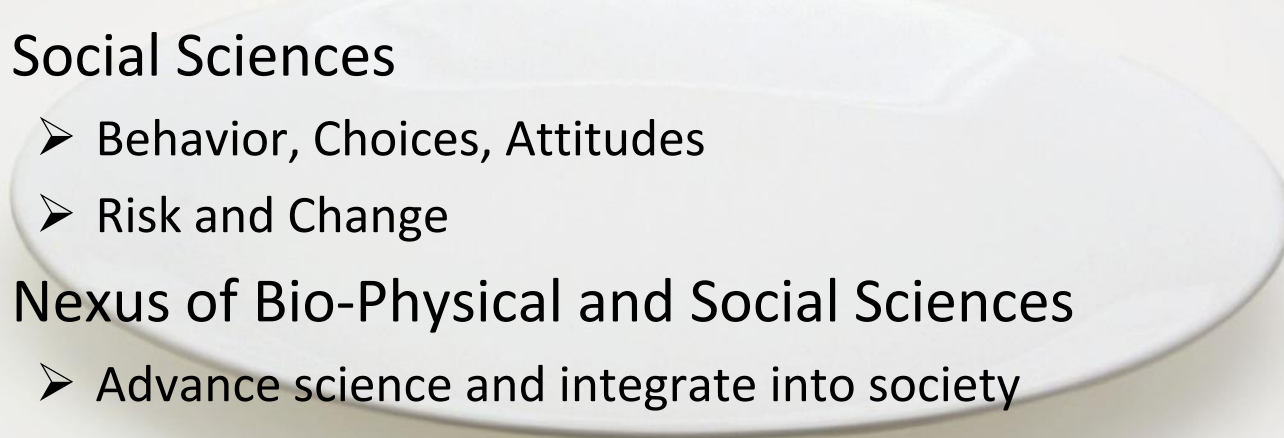 Social Sciences
➢ Behavior, Choices, Attitudes
➢ Risk and Change
Nexus of Bio-Physical and Social Sciences
➢ Advance science and integrate into society